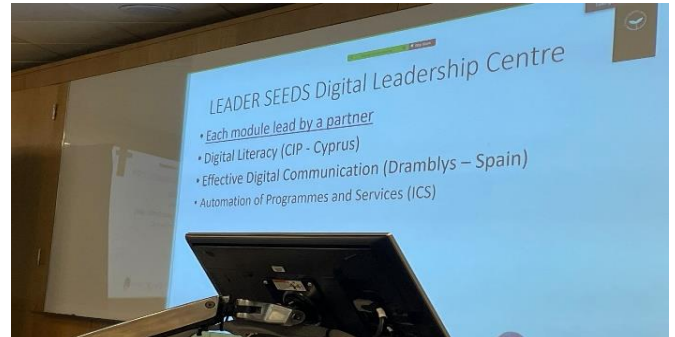 LEADER SEEDS Digital Leadership Centre
• Each module lead by a partner
• Digital Literacy (CIP - Cyprus)
• Effective Digital Communication (Dramblys – Spain)
• Automation of Programmes and Services (ICS)